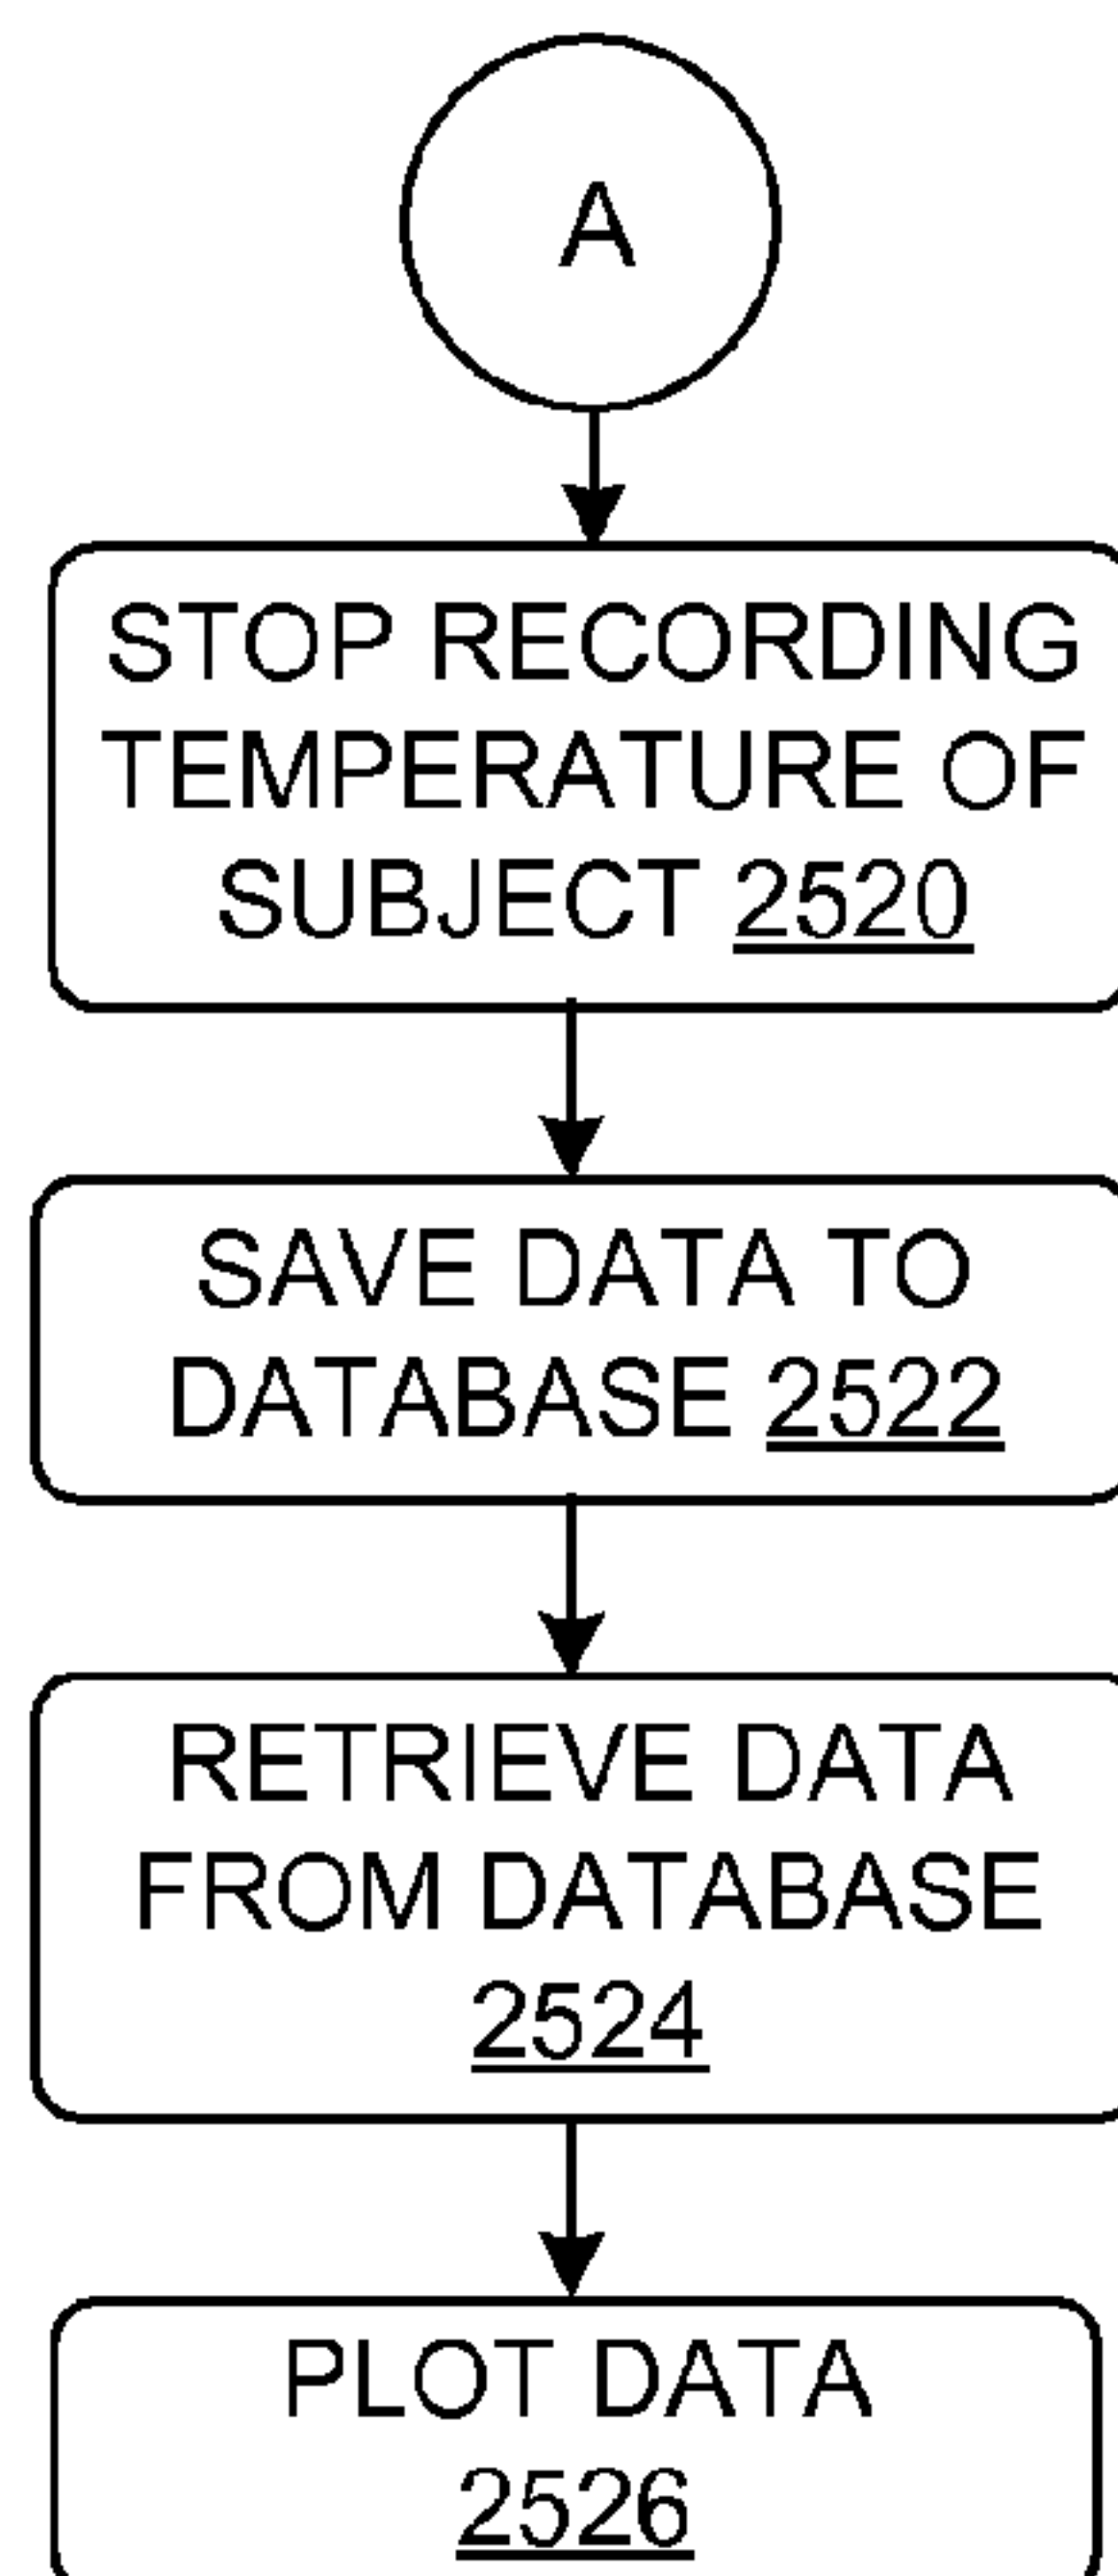 A
STOP RECORDING
TEMPERATURE OF
SUBJECT 2520
SAVE DATA TO
DATABASE 2522
RETRIEVE DATA
FROM DATABASE
2524
PLOT DATA
2526